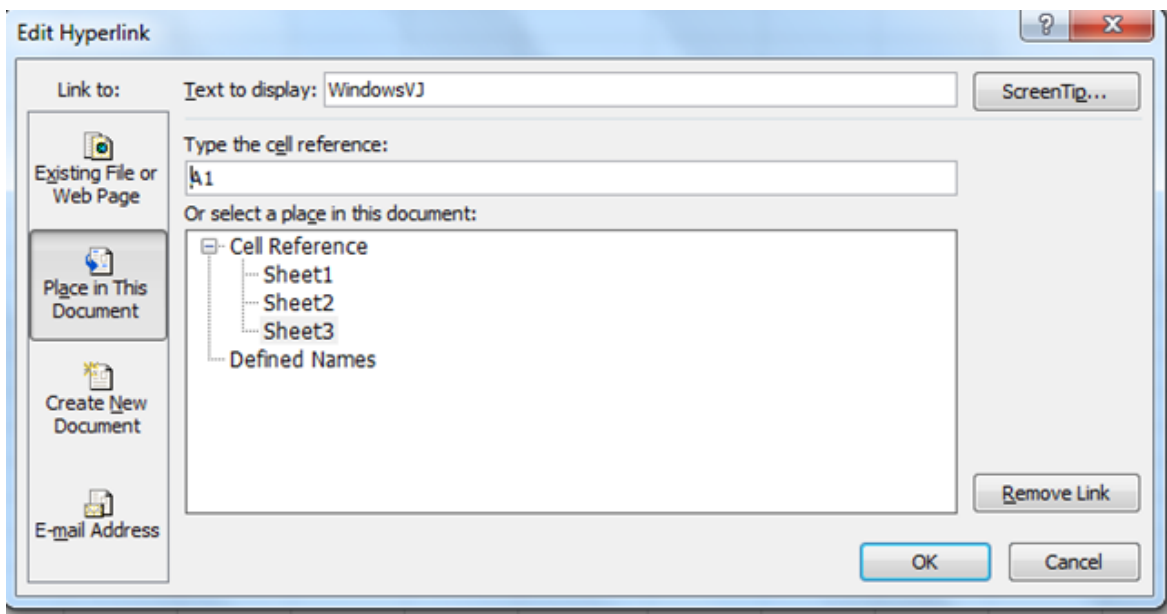 Edit Hyperlink
Link to:
Text to display: WindowsVJ
ScreenTip...
Existing File or
Web Page
Type the cell reference:
A1
Or select a place in this document:
Place in This
Document
Cell Reference
Sheet1
Sheet2
Sheet3
Defined Names
Create New
Document
E-mail Address
Remove Link
OK
Cancel